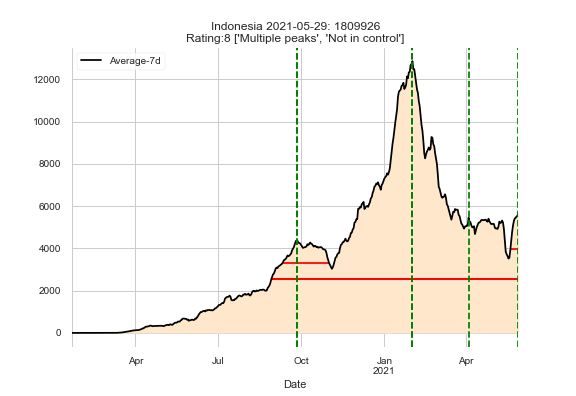 Indonesia 2021-05-29: 1809926
Rating:8 ['Multiple peaks', 'Not in control']
Average-7d
12000
10000
8000
6000
4000
2000
0
Apr Jul Oct Jan Apr
2021
Date